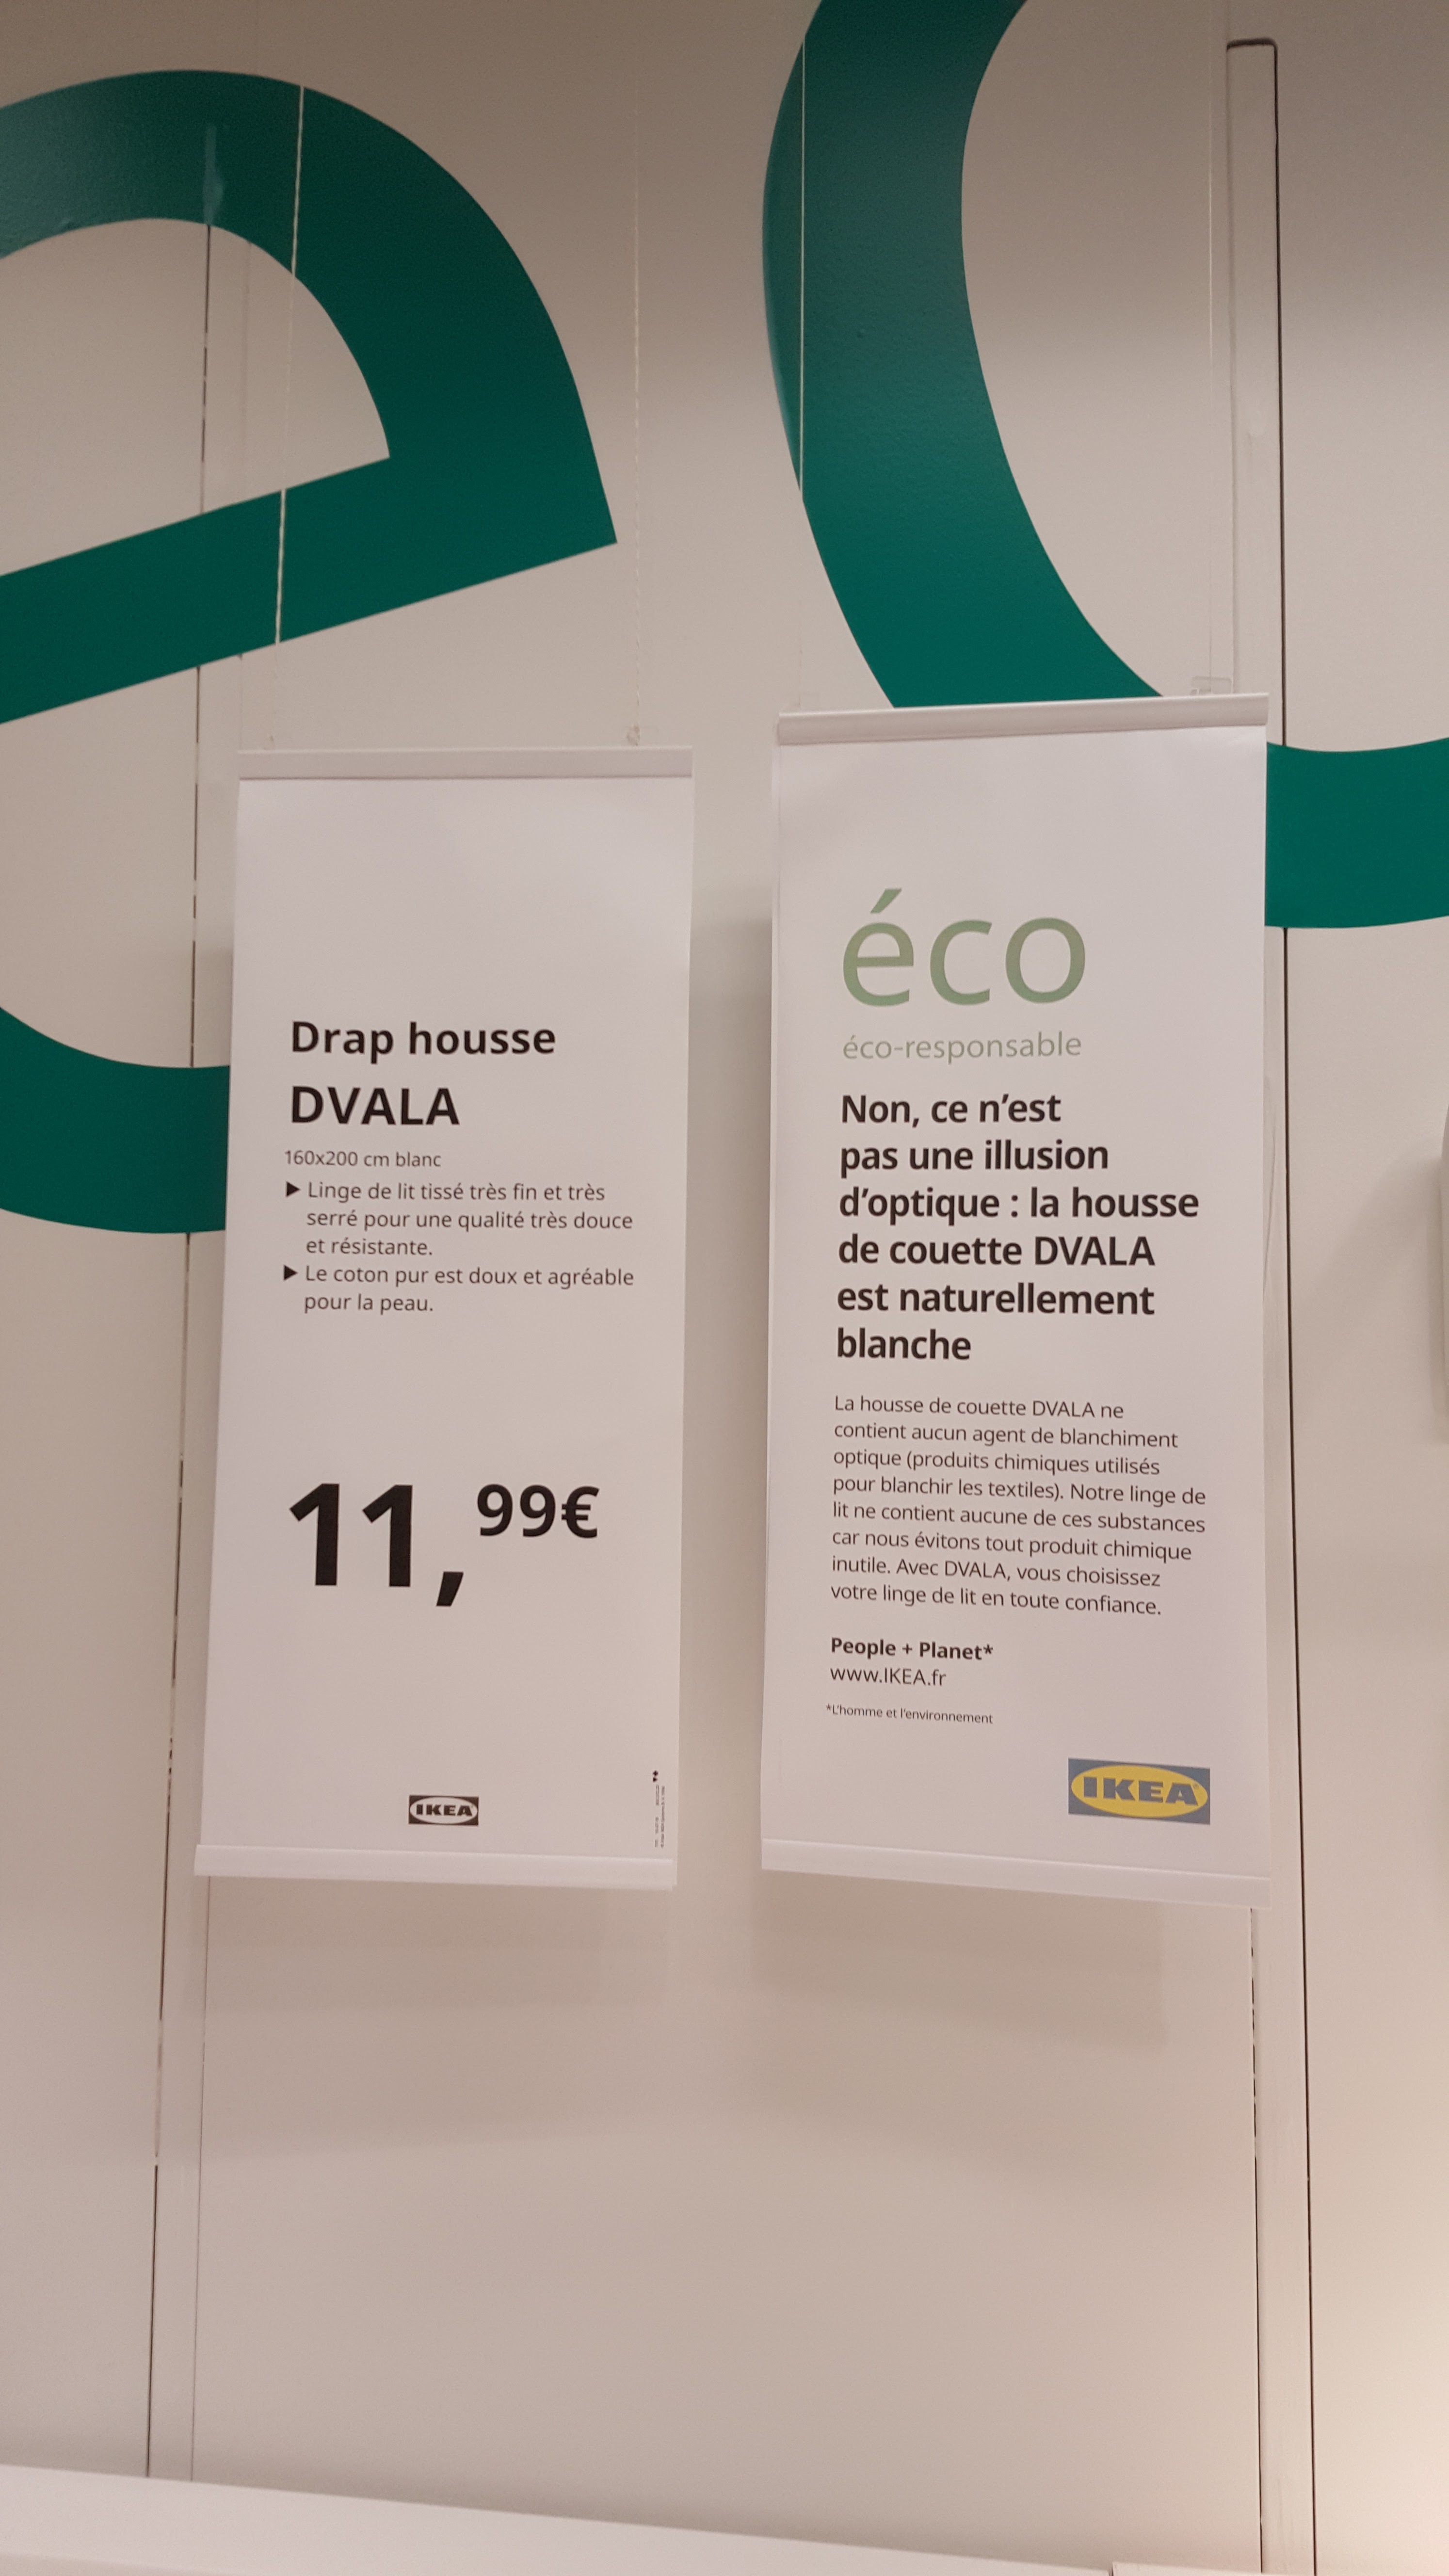 Drap housse
DVALA
160x200 cm blanc
▶ Linge de lit tissé très fin et très
serré pour une qualité très douce
et résistante.
▶ Le coton pur est doux et agréable
pour la peau.
11,99€
IKEA
éco
éco-responsable
Non, ce n'est
pas une illusion
d'optique : la housse
de couette DVALA
est naturellement
blanche
La housse de couette DVALA ne
contient aucun agent de blanchiment
optique (produits chimiques utilisés
pour blanchir les textiles). Notre linge de
lit ne contient aucune de ces substances
car nous évitons tout produit chimique
inutile. Avec DVALA, vous choisissez
votre linge de lit en toute confiance.
People + Planet*
www.IKEA.fr
*L'homme et l'environnement
IKEA